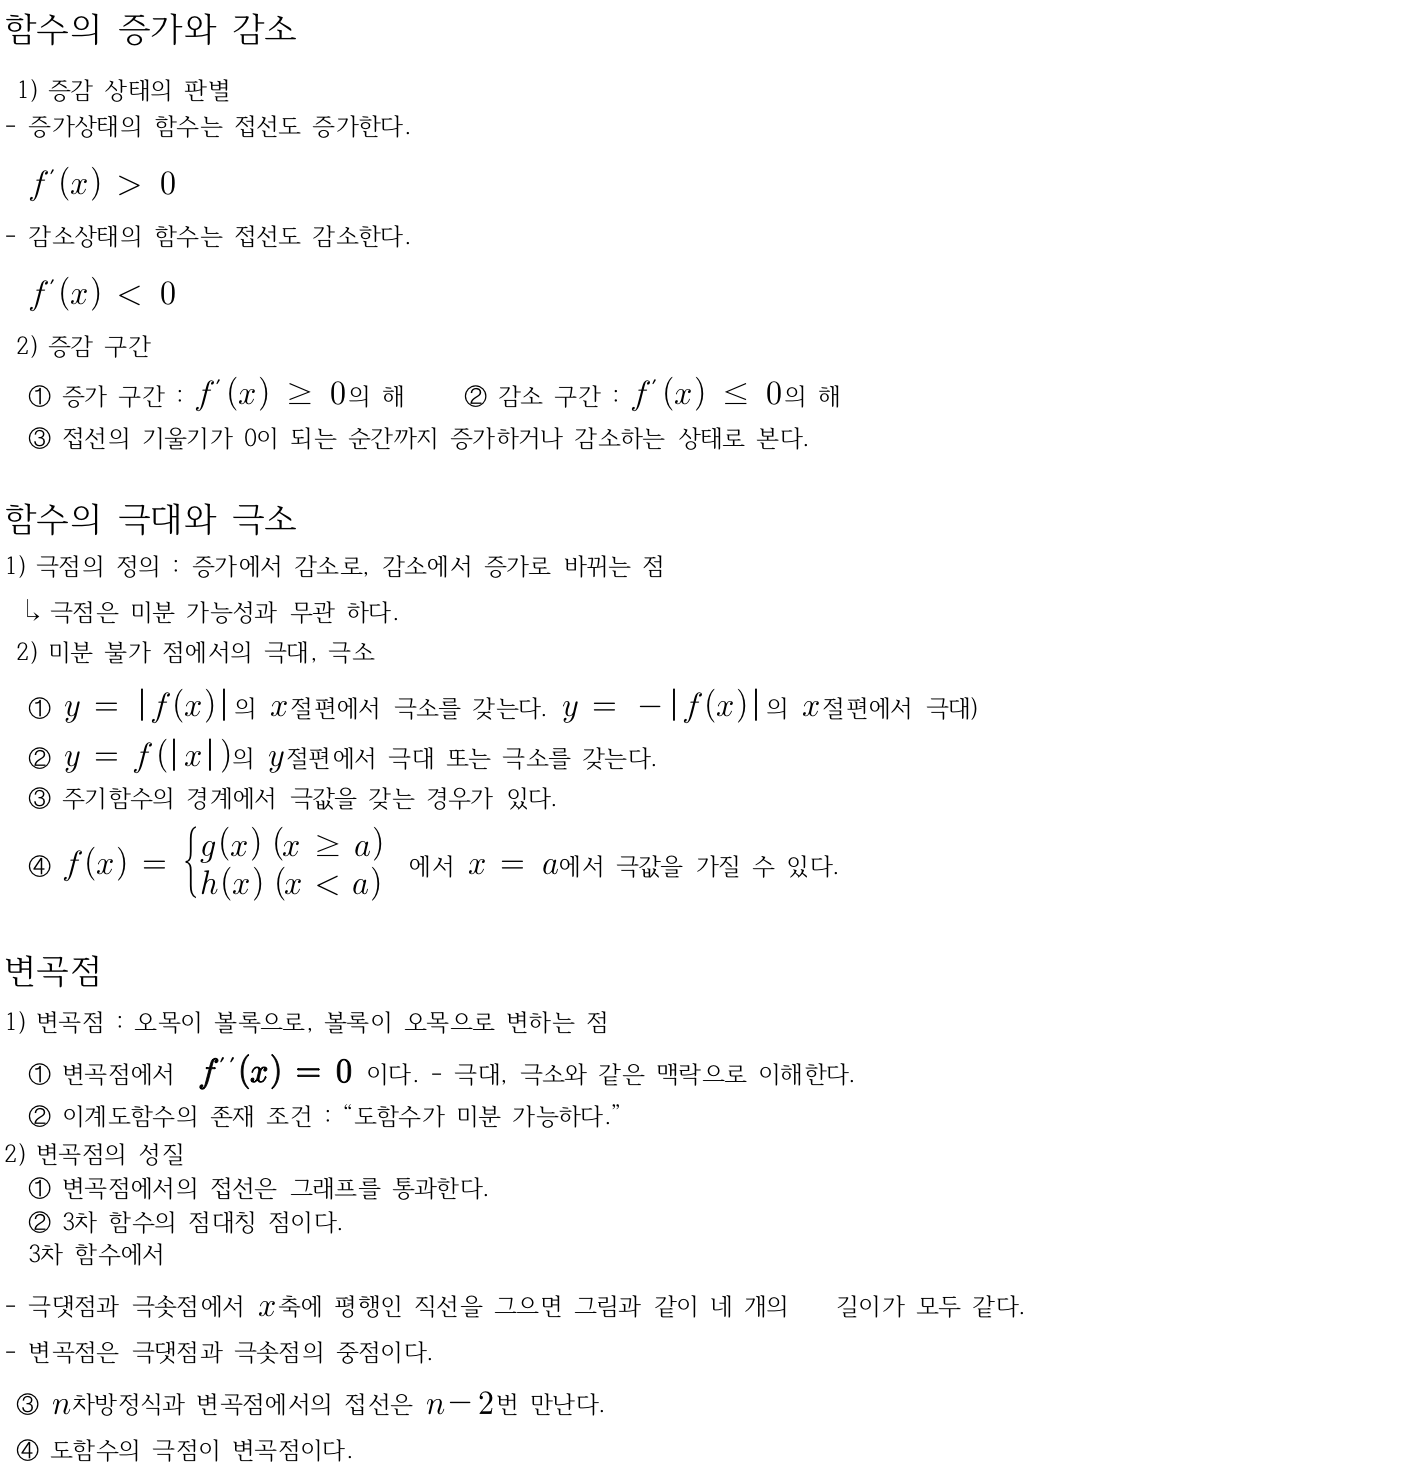 함수의 증가와 감소
1) 증감 상태의 판별
- 증가상태의 함수는 접선도 증가한다.
f′(x) > 0
- 감소상태의 함수는 접선도 감소한다.
f′(x) < 0
2) 증감 구간
① 증가 구간 : f′(x) ≥ 0의 해 ② 감소 구간 : f′(x) ≤ 0의 해
③ 접선의 기울기가 0이 되는 순간까지 증가하거나 감소하는 상태로 본다.
함수의 극대와 극소
1) 극점의 정의 : 증가에서 감소로, 감소에서 증가로 바뀌는 점
↳ 극점은 미분 가능성과 무관 하다.
2) 미분 불가 점에서의 극대, 극소
① y = |f(x)|의 x절편에서 극소를 갖는다. y = -|f(x)|의 x절편에서 극대)
② y = f(|x|)의 y절편에서 극대 또는 극소를 갖는다.
③ 주기함수의 경계에서 극값을 갖는 경우가 있다.
④ f(x) = { g(x) (x ≥ a)
h(x) (x < a) 에서 x = a에서 극값을 가질 수 있다.
변곡점
1) 변곡점 : 오목이 볼록으로, 볼록이 오목으로 변하는 점
① 변곡점에서 f′′(x) = 0 이다. - 극대, 극소와 같은 맥락으로 이해한다.
② 이계도함수의 존재 조건 : “도함수가 미분 가능하다.”
2) 변곡점의 성질
① 변곡점에서의 접선은 그래프를 통과한다.
② 3차 함수의 점대칭 점이다.
3차 함수에서
- 극댓점과 극솟점에서 x축에 평행인 직선을 그으면 그림과 같이 네 개의 길이가 모두 같다.
- 변곡점은 극댓점과 극솟점의 중점이다.
③ n차방정식과 변곡점에서의 접선은 n-2번 만난다.
④ 도함수의 극점이 변곡점이다.